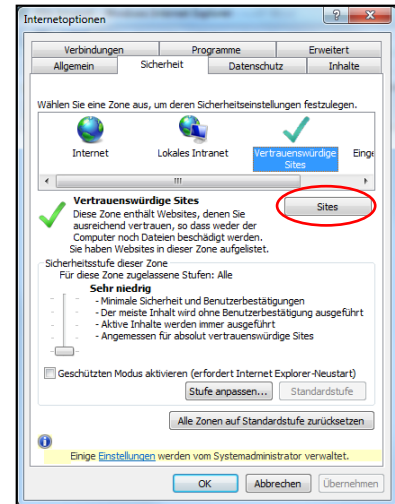 Internetoptionen
Verbindungen Programme Erweitert
Allgemein Sicherheit Datenschutz Inhalte
Wählen Sie eine Zone aus, um deren Sicherheitseinstellungen festzulegen.
Internet Lokales Intranet Vertrauenswürdige Sites Einge
Vertrauenswürdige Sites
Sites
Diese Zone enthält Websites, denen Sie
ausreichend vertrauen, so dass weder der
Computer noch Dateien beschädigt werden.
Sie haben Websites in dieser Zone aufgelistet.
Sicherheitsstufe dieser Zone
Für diese Zone zugelassene Stufen: Alle
Sehr niedrig
- Minimale Sicherheit und Benutzerbestätigungen
- Der meiste Inhalt wird ohne Benutzerbestätigung ausgeführt
- Aktive Inhalte werden immer ausgeführt
- Angemessen für absolut vertrauenswürdige Sites
Geschützten Modus aktivieren (erfordert Internet Explorer-Neustart)
Stufe anpassen... Standardstufe
Alle Zonen auf Standardstufe zurücksetzen
Einige Einstellungen werden vom Systemadministrator verwaltet.
OK Abbrechen Übernehmen